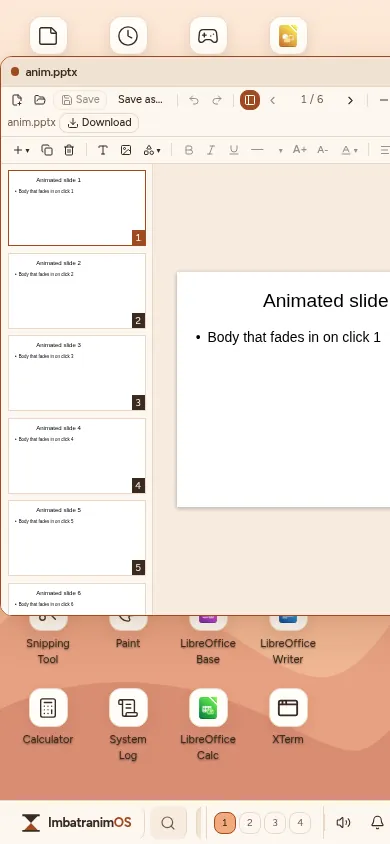 anim.pptx
Save
Save as...
1 / 6
anim.pptx
Download
B I U A+ A- A
Animated slide 1
• Body that fades in on click 1
1
Animated slide 2
• Body that fades in on click 2
2
Animated slide 3
• Body that fades in on click 3
3
Animated slide 4
• Body that fades in on click 4
4
Animated slide 5
• Body that fades in on click 5
5
Animated slide 6
• Body that fades in on click 6
Animated slide
• Body that fades in on click 1
Snipping
Tool
Paint
LibreOffice
Base
LibreOffice
Writer
Calculator
System
Log
LibreOffice
Calc
XTerm
ImbatranimOS
1 2 3 4